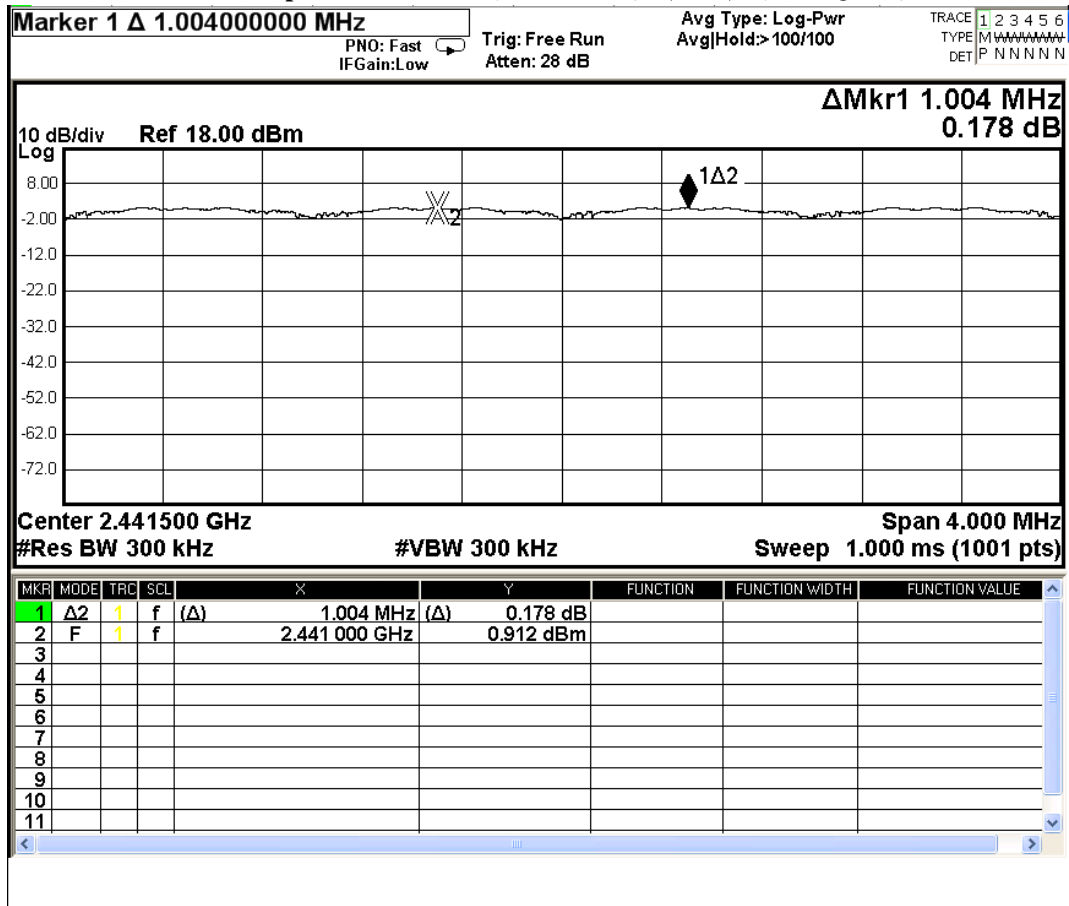 Marker 1 Δ 1.004000000 MHz
PNO: Fast
IFGain:Low
Trig: Free Run
Atten: 28 dB
Avg Type: Log-Pwr
Avg|Hold:>100/100
TRACE 1 2 3 4 5 6
TYPE M
DET P N N N N N
ΔMkr1 1.004 MHz
0.178 dB
10 dB/div Ref 18.00 dBm
Log
8.00
-2.00
-12.0
-22.0
-32.0
-42.0
-52.0
-62.0
-72.0
1Δ2
2
Center 2.441500 GHz Span 4.000 MHz
#Res BW 300 kHz #VBW 300 kHz Sweep 1.000 ms (1001 pts)
MKR MODE TRC SCL X Y FUNCTION FUNCTION WIDTH FUNCTION VALUE
1 Δ2 1 f (Δ) 1.004 MHz (Δ) 0.178 dB
2 F 1 f 2.441 000 GHz 0.912 dBm
3
4
5
6
7
8
9
10
11